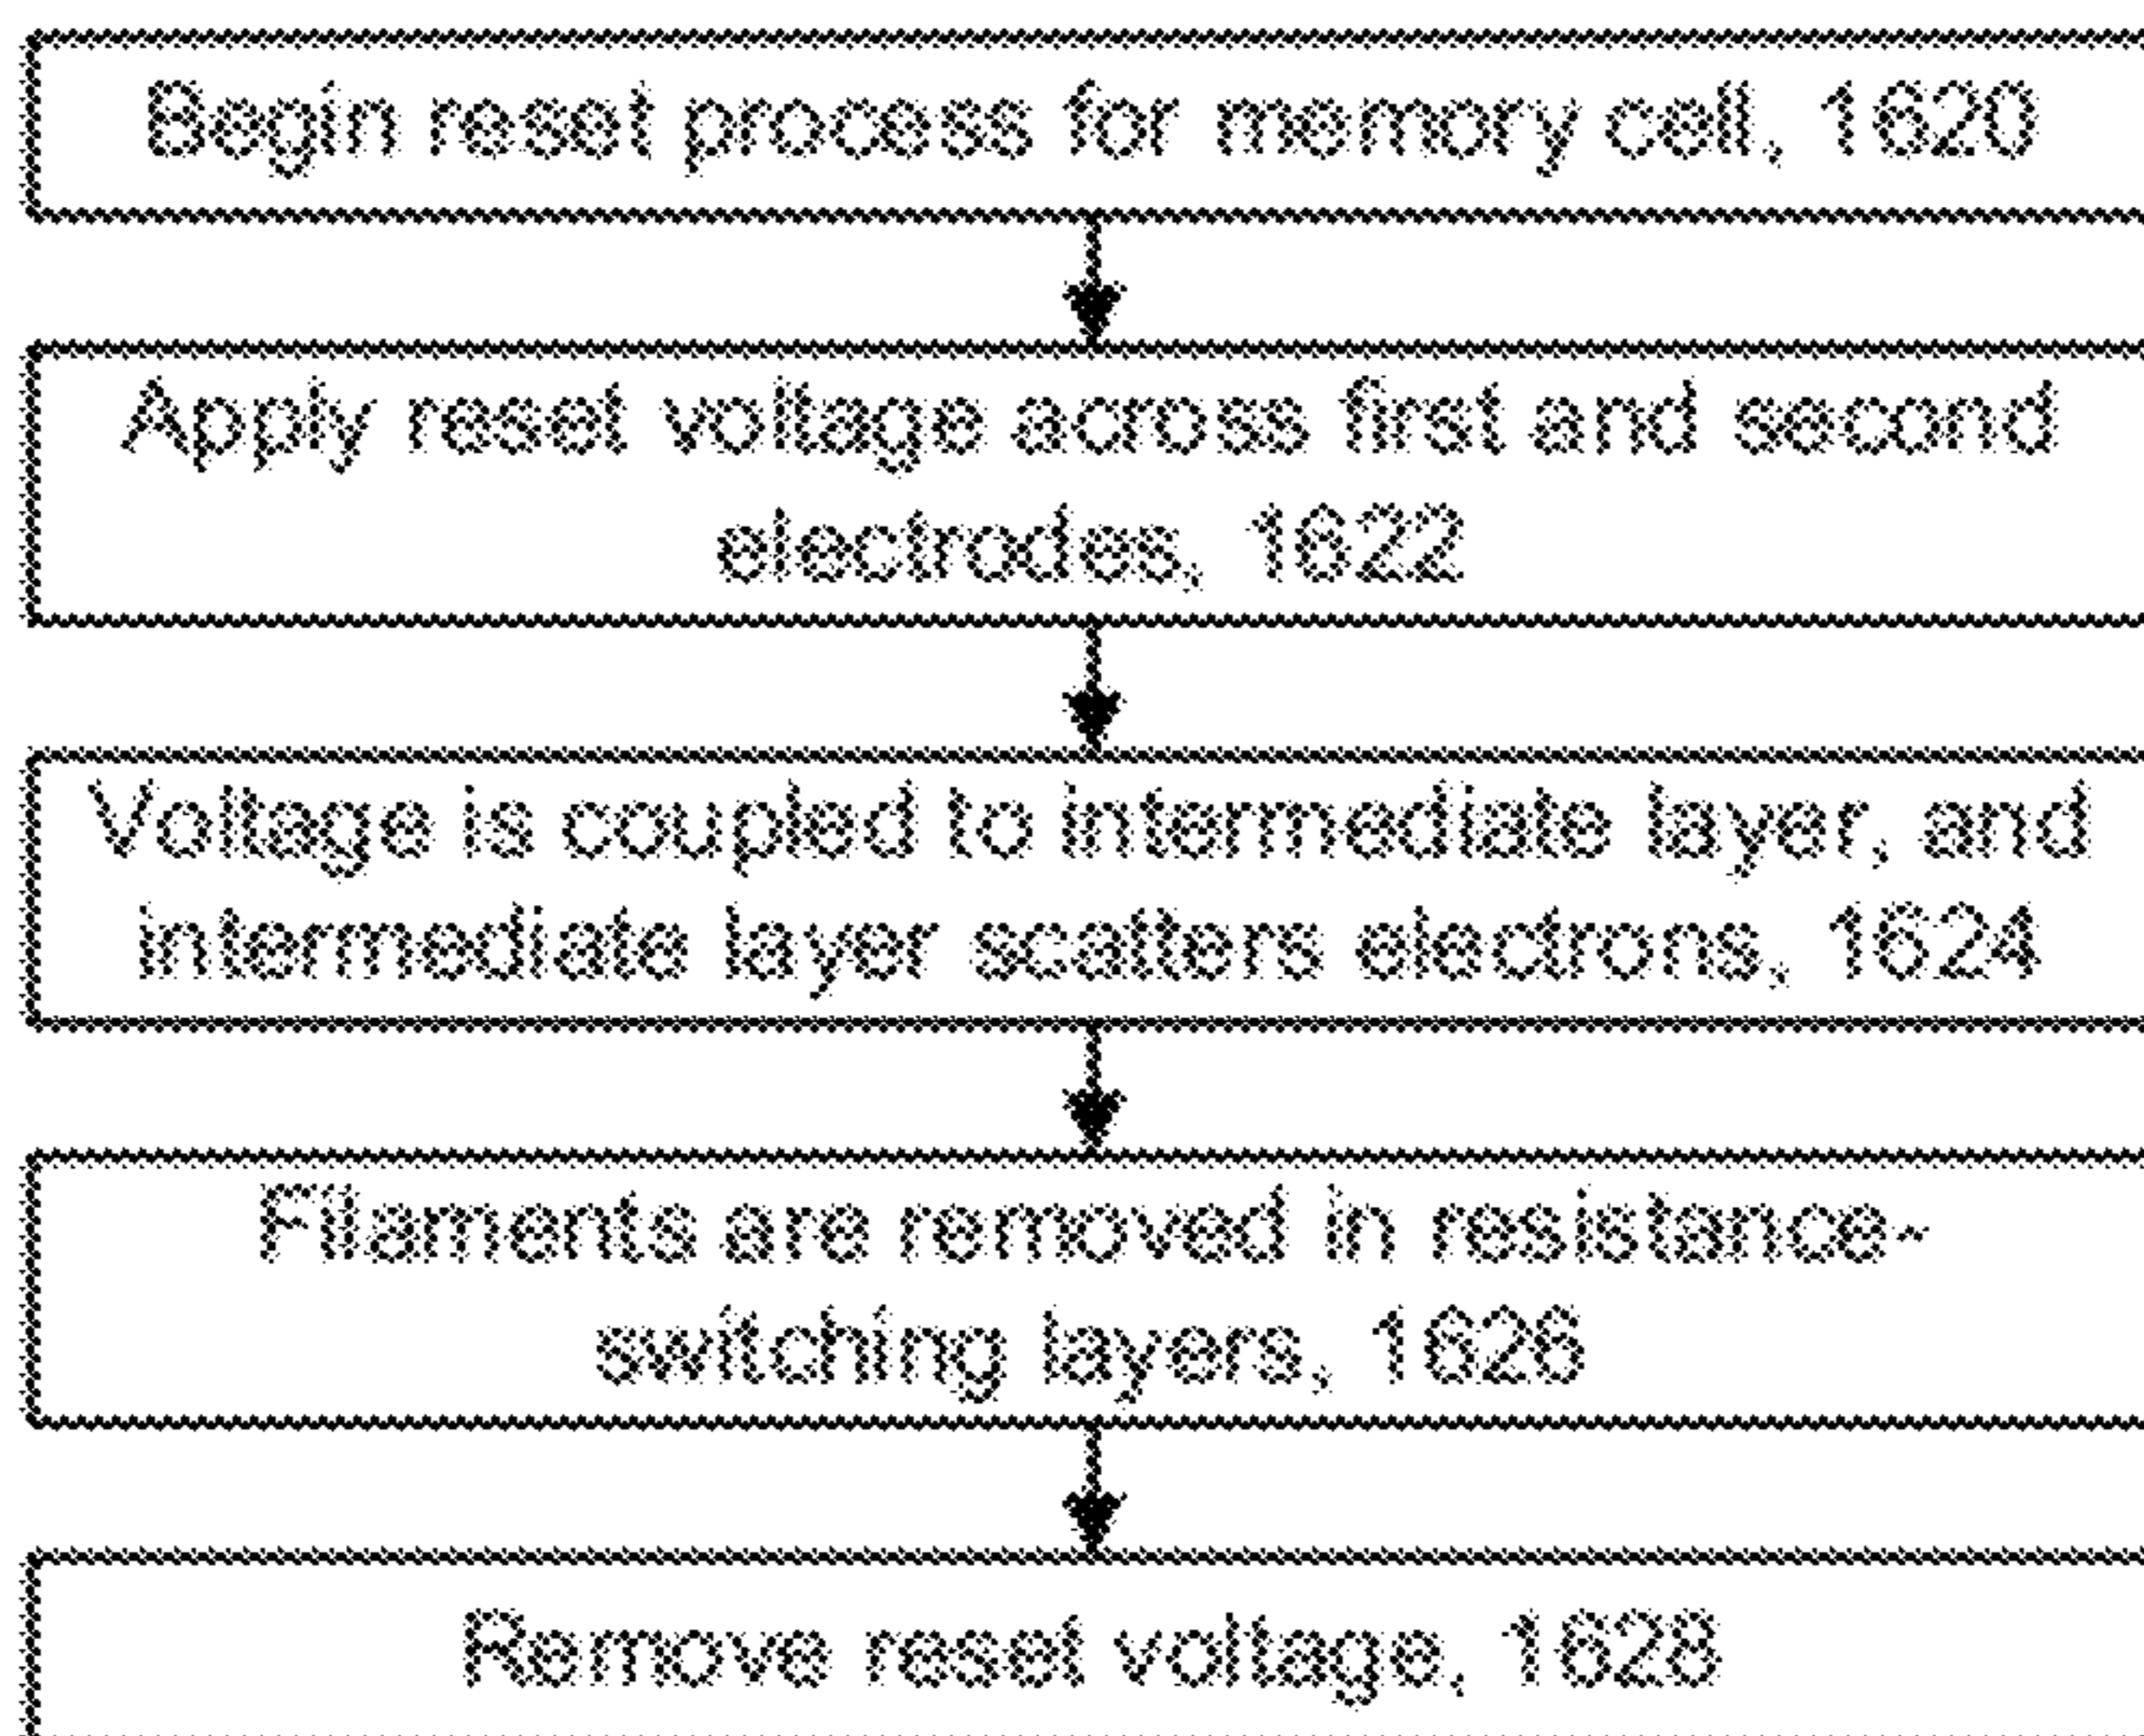 Begin reset process for memory cell, 1620
Apply reset voltage across first and second
electrodes, 1622
Voltage is coupled to intermediate layer, and
intermediate layer scatters electrons, 1624
Filaments are removed in resistance-
switching layers, 1626
Remove reset voltage, 1628